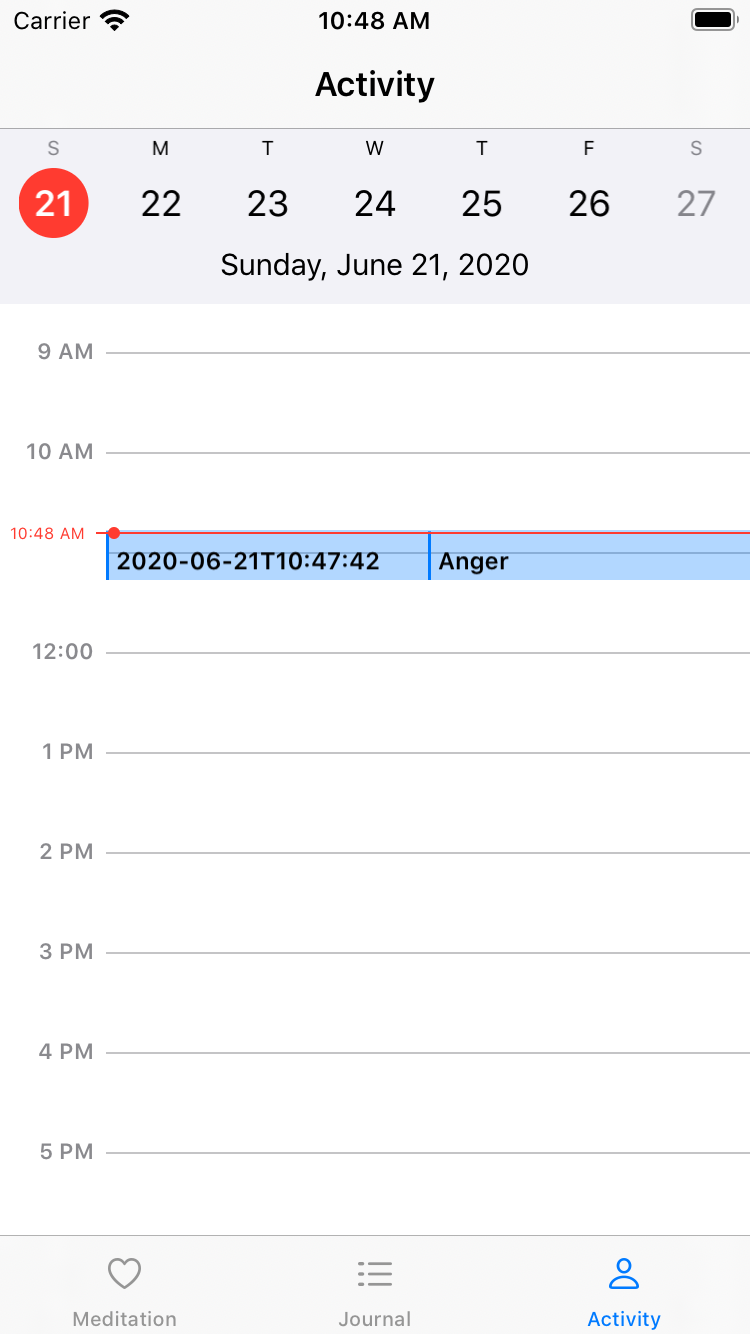 Carrier 10:48 AM
Activity
S M T W T F S
21 22 23 24 25 26 27
Sunday, June 21, 2020
9 AM
10 AM
10:48 AM
2020-06-21T10:47:42 Anger
12:00
1 PM
2 PM
3 PM
4 PM
5 PM
Meditation Journal Activity